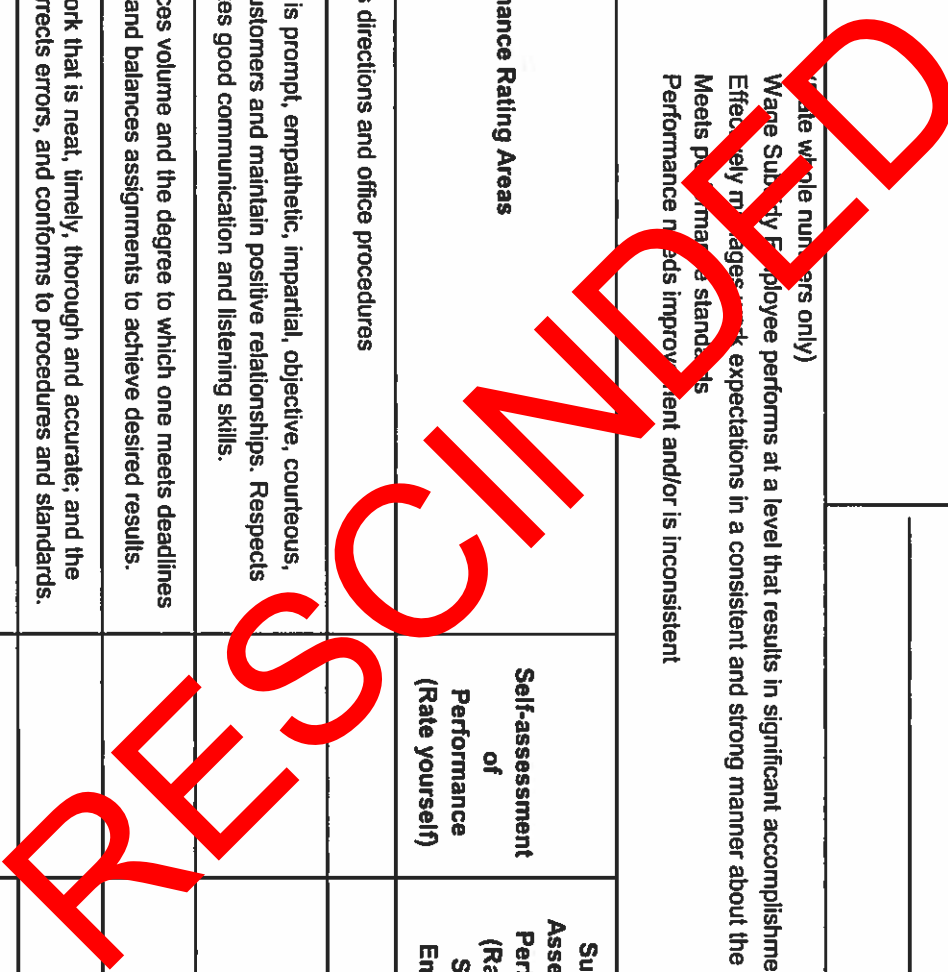 (Rate whole numbers only)
Wage Subsidy Employee performs at a level that results in significant accomplishme
Effectively manages work expectations in a consistent and strong manner about the
Meets performance standards
Performance needs improvement and/or is inconsistent
nance Rating Areas
Self-assessment
of
Performance
(Rate yourself)
Su
Asse
Per
(Ra
S
En
s directions and office procedures
is prompt, empathetic, impartial, objective, courteous,
ustomers and maintain positive relationships. Respects
es good communication and listening skills.
ces volume and the degree to which one meets deadlines
and balances assignments to achieve desired results.
ork that is neat, timely, thorough and accurate; and the
rrects errors, and conforms to procedures and standards.
RESCINDED